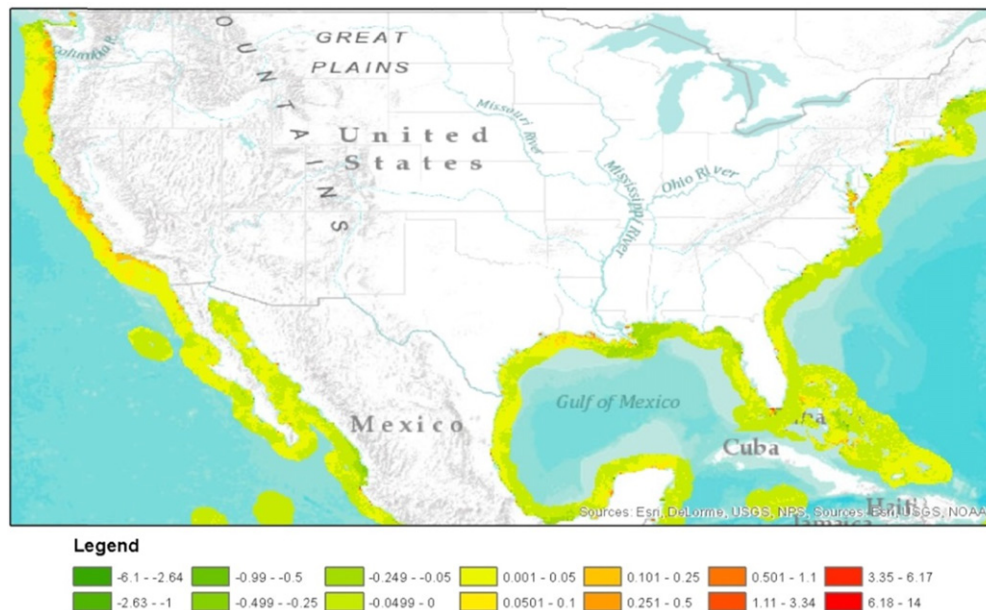 Columbia R.
OUNTAINS
GREAT
PLAINS
Missouri River
United
States
Mississippi River
Ohio River
Gulf of Mexico
Mexico
Cuba
Haiti
Jamaica
Sources: Esri, DeLorme, USGS, NPS, Sources: Esri, USGS, NOAA
Legend
-6.1 - -2.64 -0.99 - -0.5 -0.249 - -0.05 0.001 - 0.05 0.101 - 0.25 0.501 - 1.1 3.35 - 6.17
-2.63 - -1 -0.499 - -0.25 -0.0499 - 0 0.0501 - 0.1 0.251 - 0.5 1.11 - 3.34 6.18 - 14